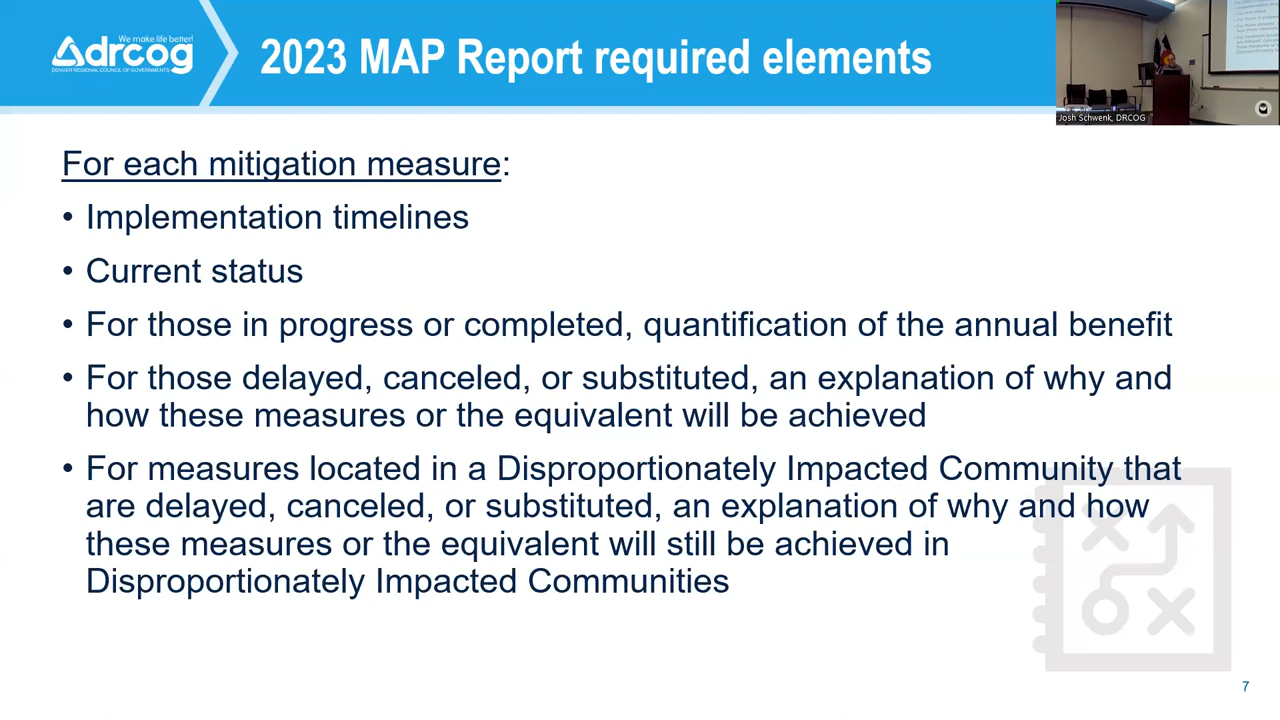 We make life better!
drcog
DENVER REGIONAL COUNCIL OF GOVERNMENTS
2023 MAP Report required elements
Josh Schwenk, DRCOG
For each mitigation measure:
• Implementation timelines
• Current status
• For those in progress or completed, quantification of the annual benefit
• For those delayed, canceled, or substituted, an explanation of why and
how these measures or the equivalent will be achieved
• For measures located in a Disproportionately Impacted Community that
are delayed, canceled, or substituted, an explanation of why and how
these measures or the equivalent will still be achieved in
Disproportionately Impacted Communities
7